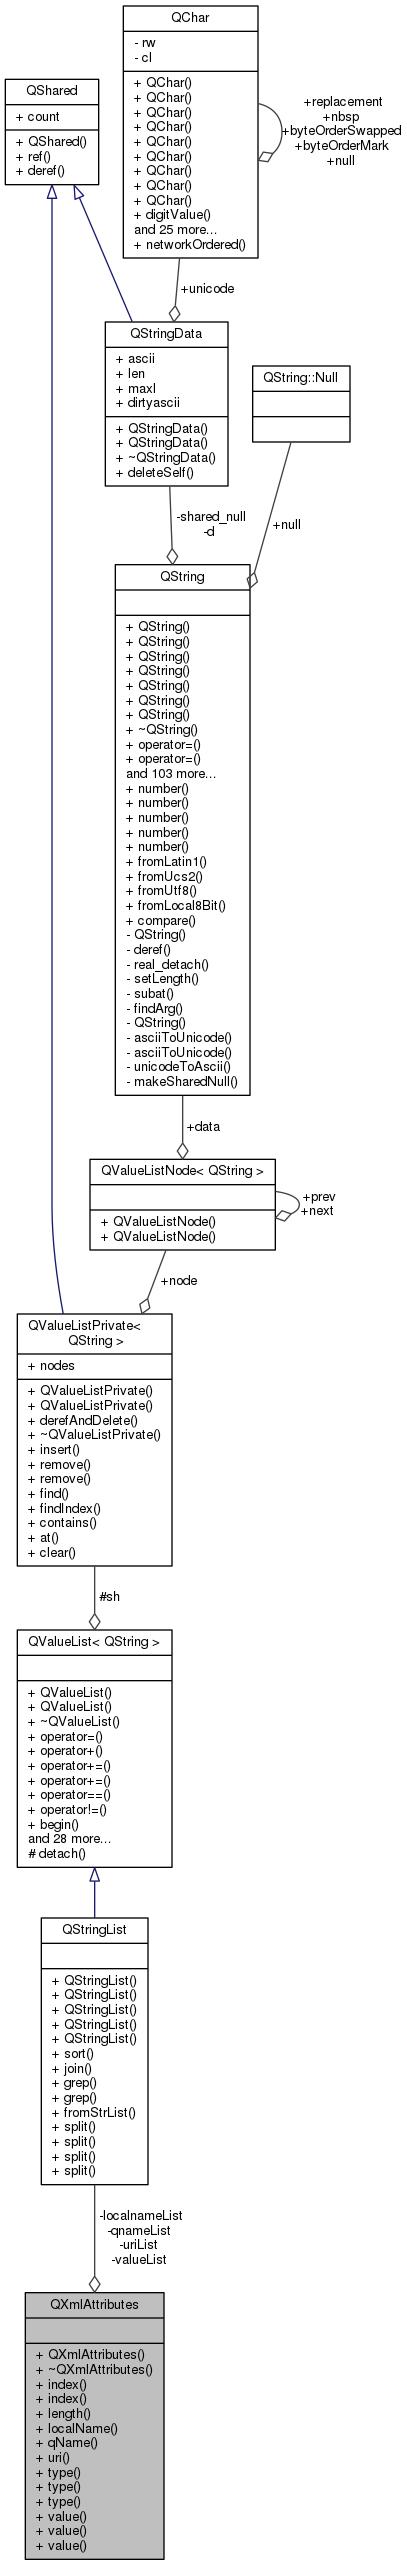 QChar
- rw
- cl
+ QChar()
+ QChar()
+ QChar()
+ QChar()
+ QChar()
+ QChar()
+ QChar()
+ QChar()
+ QChar()
+ digitValue()
and 25 more...
+ networkOrdered()
+replacement
+nbsp
+byteOrderSwapped
+byteOrderMark
+null
QShared
+ count
+ QShared()
+ ref()
+ deref()
+unicode
QStringData
+ ascii
+ len
+ maxl
+ dirtyascii
+ QStringData()
+ QStringData()
+ ~QStringData()
+ deleteSelf()
QString::Null
-shared_null
-d
+null
QString
+ QString()
+ QString()
+ QString()
+ QString()
+ QString()
+ QString()
+ QString()
+ ~QString()
+ operator=()
+ operator=()
and 103 more...
+ number()
+ number()
+ number()
+ number()
+ number()
+ fromLatin1()
+ fromUcs2()
+ fromUtf8()
+ fromLocal8Bit()
+ compare()
- QString()
- deref()
- real_detach()
- setLength()
- subat()
- findArg()
- QString()
- asciiToUnicode()
- asciiToUnicode()
- unicodeToAscii()
- makeSharedNull()
+data
QValueListNode< QString >
+ QValueListNode()
+ QValueListNode()
+prev
+next
+node
QValueListPrivate<
QString >
+ nodes
+ QValueListPrivate()
+ QValueListPrivate()
+ derefAndDelete()
+ ~QValueListPrivate()
+ insert()
+ remove()
+ remove()
+ find()
+ findIndex()
+ contains()
+ at()
+ clear()
#sh
QValueList< QString >
+ QValueList()
+ QValueList()
+ ~QValueList()
+ operator=()
+ operator+()
+ operator+=()
+ operator+=()
+ operator==()
+ operator!=()
+ begin()
and 28 more...
# detach()
QStringList
+ QStringList()
+ QStringList()
+ QStringList()
+ QStringList()
+ QStringList()
+ sort()
+ join()
+ grep()
+ grep()
+ fromStrList()
+ split()
+ split()
+ split()
+ split()
-localnameList
-qnameList
-uriList
-valueList
QXmlAttributes
+ QXmlAttributes()
+ ~QXmlAttributes()
+ index()
+ index()
+ length()
+ localName()
+ qName()
+ uri()
+ type()
+ type()
+ type()
+ value()
+ value()
+ value()